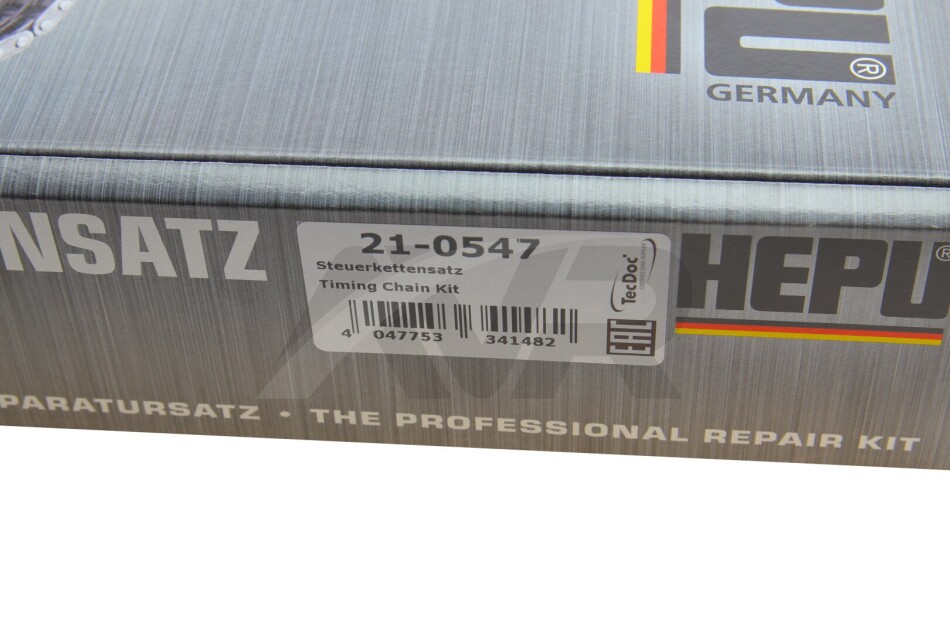 ®
GERMANY
NSATZ
21-0547
Steuerkettensatz
Timing Chain Kit
4 047753 341482
TecDoc
EAC
HEPU®
PARATURSATZ • THE PROFESSIONAL REPAIR KIT